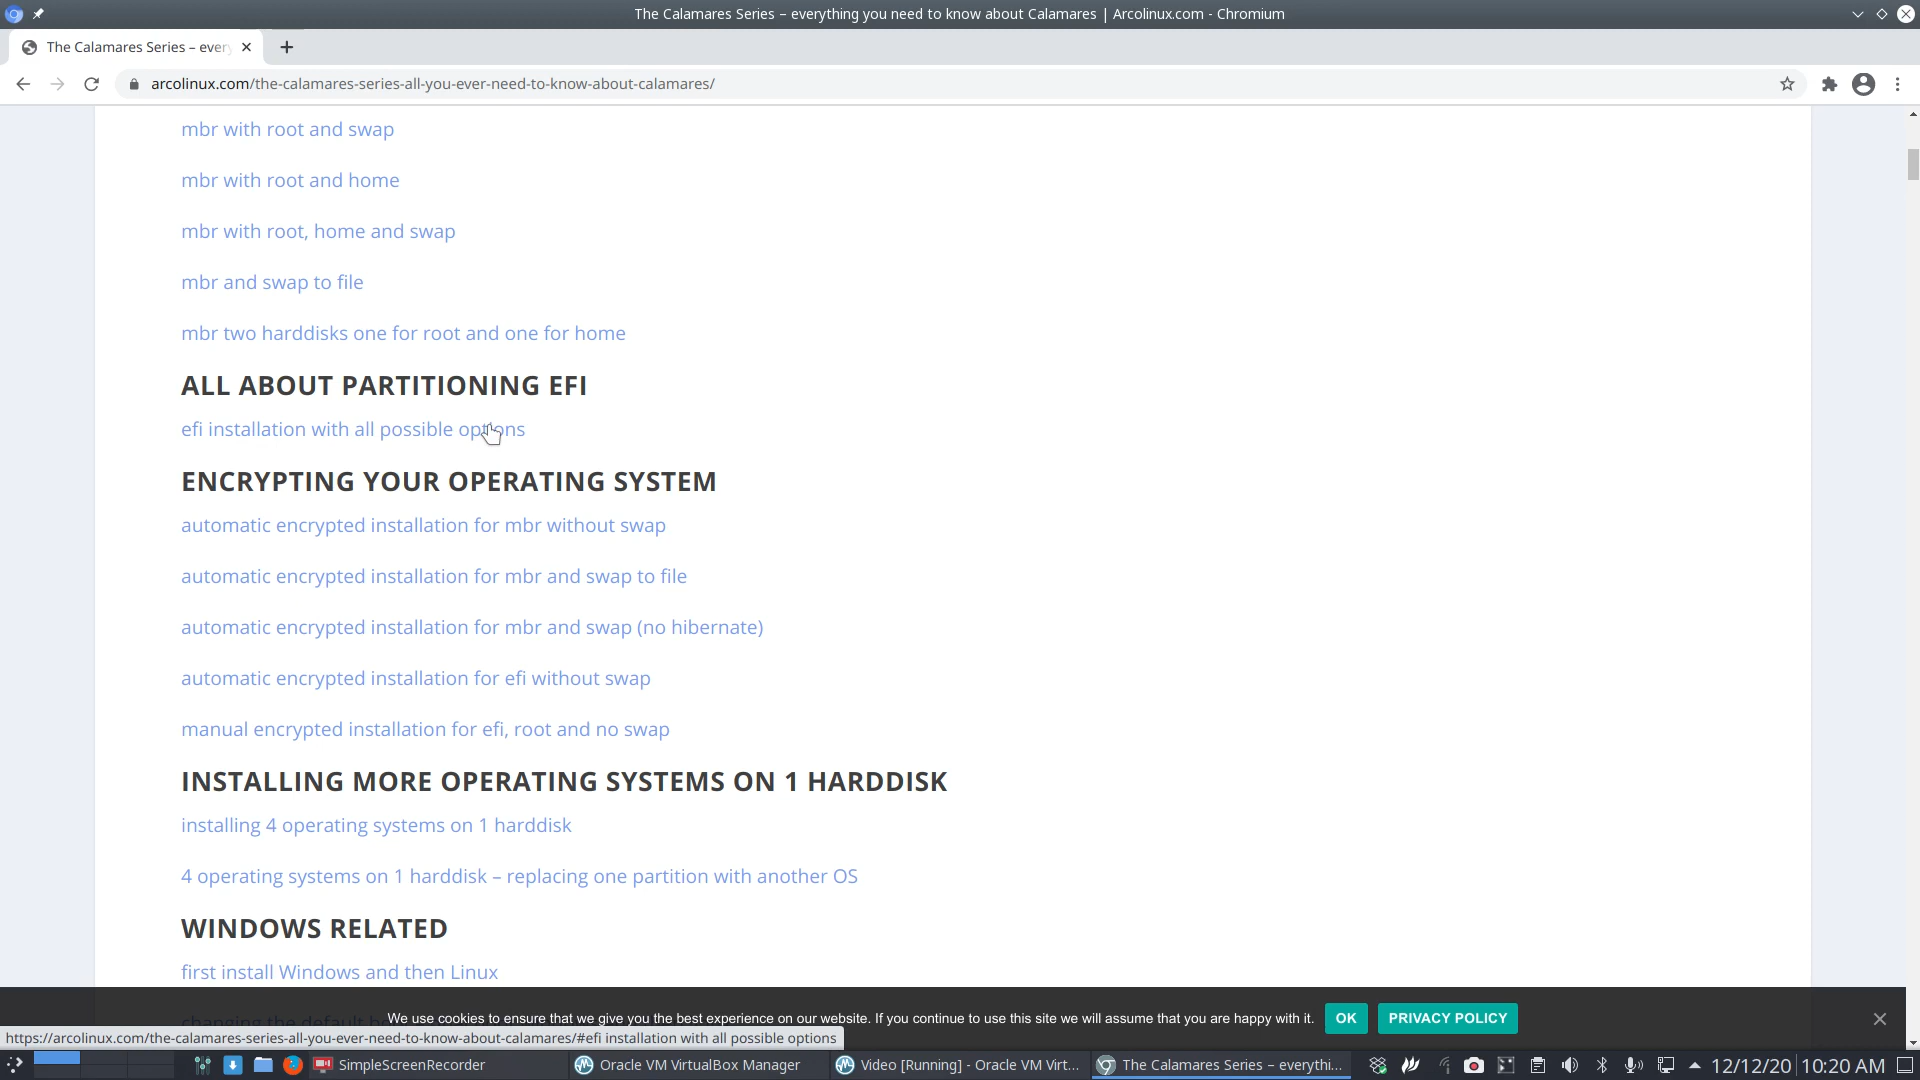 The Calamares Series – everything you need to know about Calamares | Arcolinux.com - Chromium
The Calamares Series – ever
arcolinux.com/the-calamares-series-all-you-ever-need-to-know-about-calamares/
mbr with root and swap
mbr with root and home
mbr with root, home and swap
mbr and swap to file
mbr two harddisks one for root and one for home
ALL ABOUT PARTITIONING EFI
efi installation with all possible options
ENCRYPTING YOUR OPERATING SYSTEM
automatic encrypted installation for mbr without swap
automatic encrypted installation for mbr and swap to file
automatic encrypted installation for mbr and swap (no hibernate)
automatic encrypted installation for efi without swap
manual encrypted installation for efi, root and no swap
INSTALLING MORE OPERATING SYSTEMS ON 1 HARDDISK
installing 4 operating systems on 1 harddisk
4 operating systems on 1 harddisk – replacing one partition with another OS
WINDOWS RELATED
first install Windows and then Linux
changing the default
We use cookies to ensure that we give you the best experience on our website. If you continue to use this site we will assume that you are happy with it. OK PRIVACY POLICY
https://arcolinux.com/the-calamares-series-all-you-ever-need-to-know-about-calamares/#efi installation with all possible options
SimpleScreenRecorder Oracle VM VirtualBox Manager Video [Running] - Oracle VM Virt... The Calamares Series – everythi... 12/12/20 10:20 AM